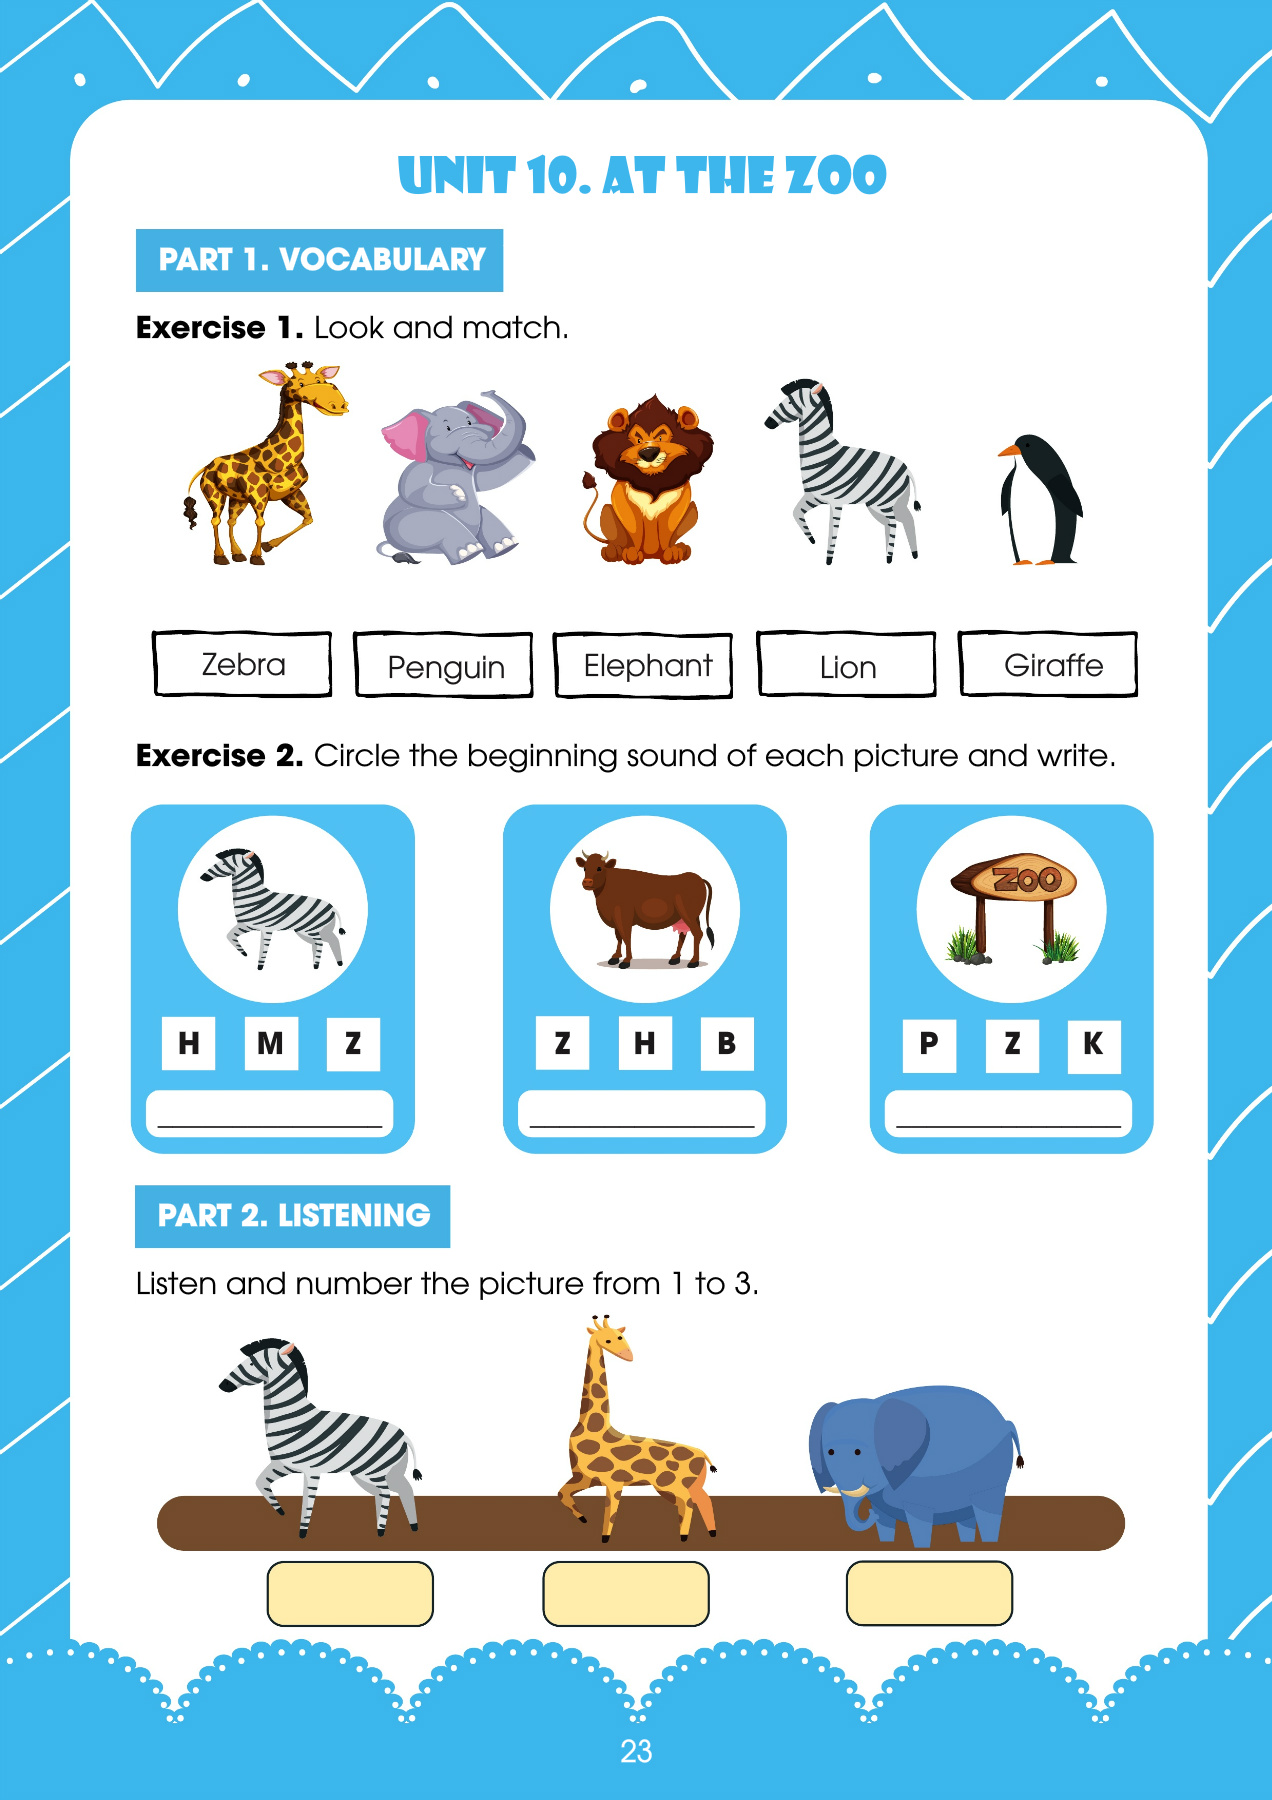 UNIT 10. AT THE ZOO
PART 1. VOCABULARY
Exercise 1. Look and match.
Zebra
Penguin
Elephant
Lion
Giraffe
Exercise 2. Circle the beginning sound of each picture and write.
ZOO
H M Z
Z H B
P Z K
PART 2. LISTENING
Listen and number the picture from 1 to 3.
23